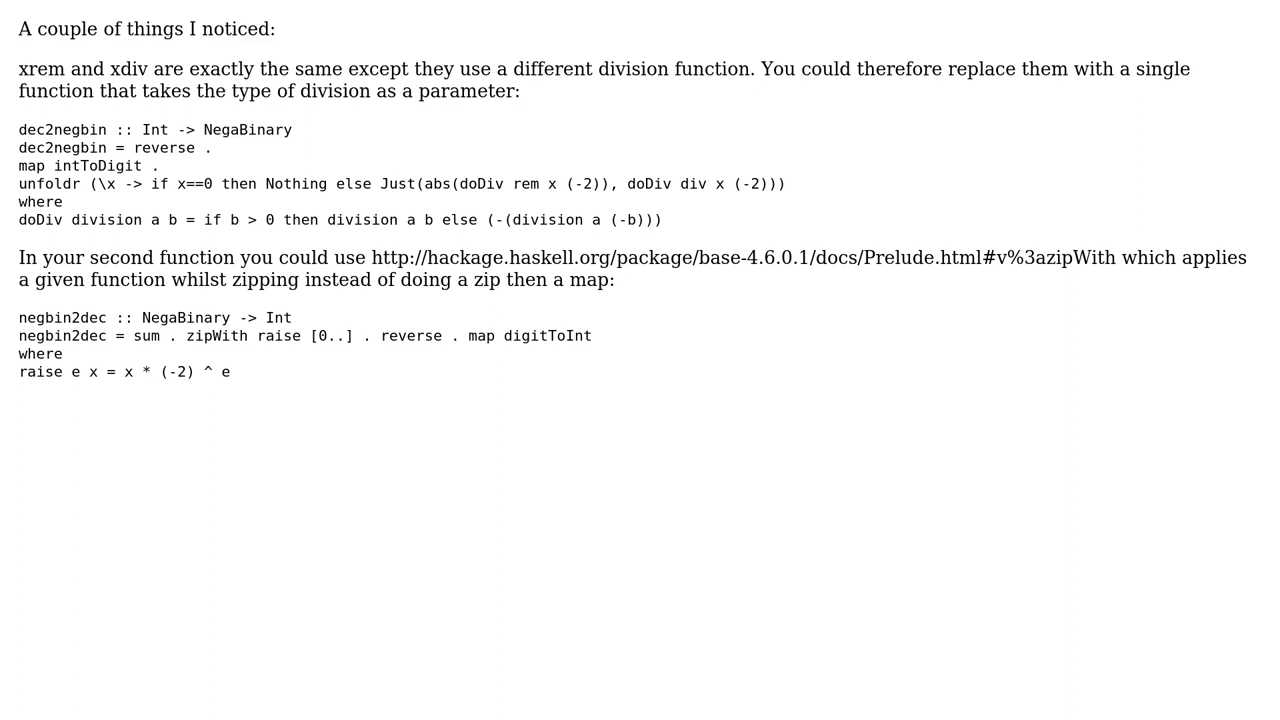 A couple of things I noticed:
xrem and xdiv are exactly the same except they use a different division function. You could therefore replace them with a single
function that takes the type of division as a parameter:
dec2negbin :: Int -> NegaBinary
dec2negbin = reverse .
map intToDigit .
unfoldr (\x -> if x==0 then Nothing else Just(abs(doDiv rem x (-2)), doDiv div x (-2)))
where
doDiv division a b = if b > 0 then division a b else (-(division a (-b)))
In your second function you could use http://hackage.haskell.org/package/base-4.6.0.1/docs/Prelude.html#v%3azipWith which applies
a given function whilst zipping instead of doing a zip then a map:
negbin2dec :: NegaBinary -> Int
negbin2dec = sum . zipWith raise [0..] . reverse . map digitToInt
where
raise e x = x * (-2) ^ e